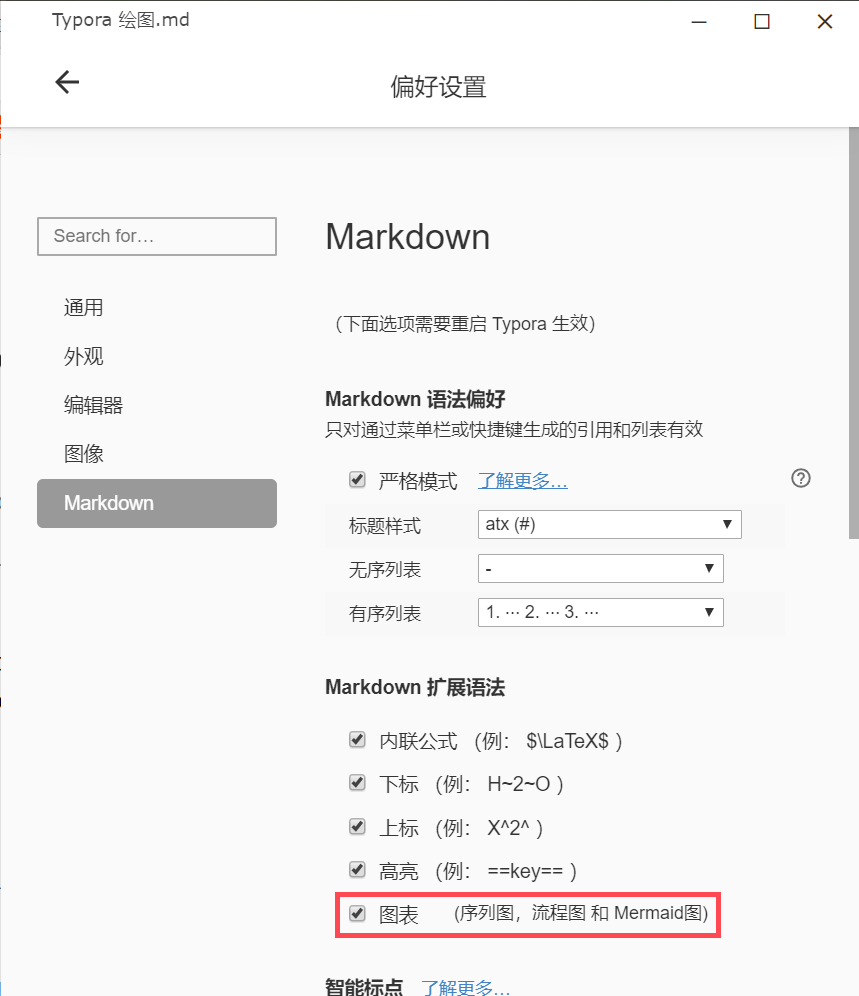 Typora 绘图.md
偏好设置
Search for…
通用
外观
编辑器
图像
Markdown
Markdown
（下面选项需要重启 Typora 生效）
Markdown 语法偏好
只对通过菜单栏或快捷键生成的引用和列表有效
严格模式 了解更多…
标题样式 atx (#)
无序列表 -
有序列表 1. ··· 2. ··· 3. ···
Markdown 扩展语法
内联公式 （例： $\LaTeX$ ）
下标 （例： H~2~O ）
上标 （例： X^2^ ）
高亮 （例： ==key== ）
图表 （序列图，流程图 和 Mermaid图)
智能标点 了解更多…